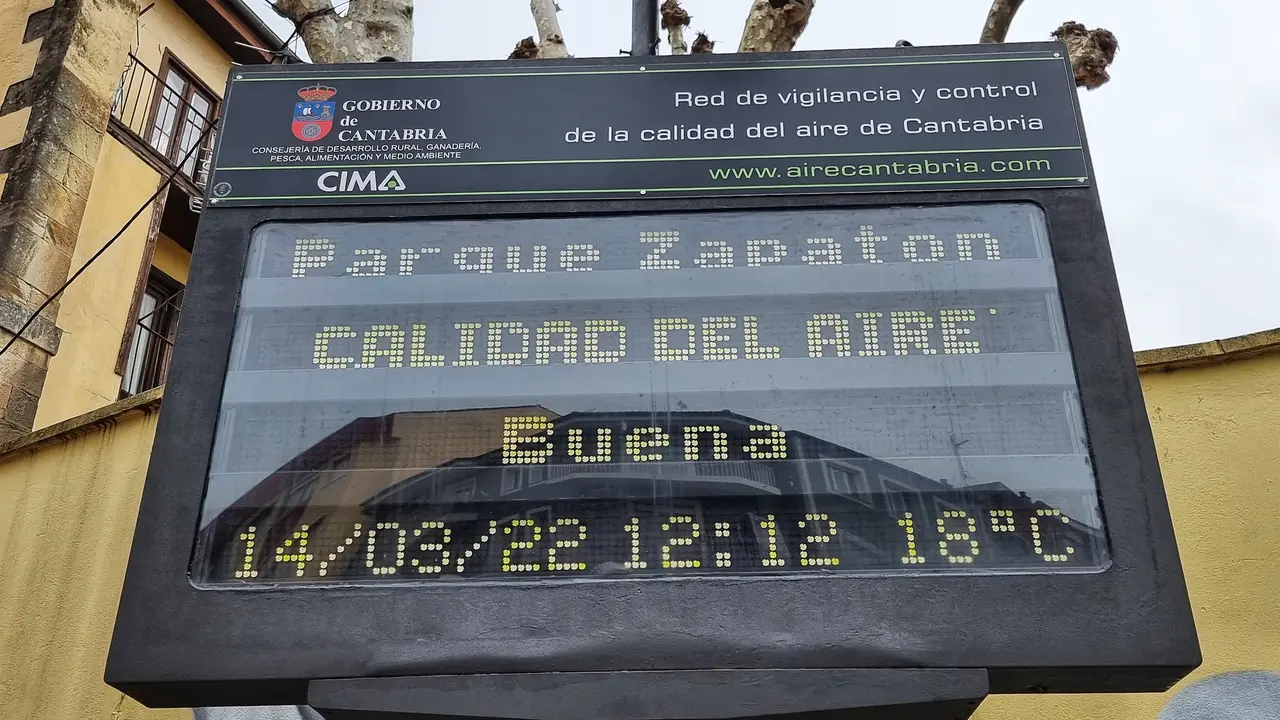 GOBIERNO
de
CANTABRIA
CONSEJERÍA DE DESARROLLO RURAL, GANADERÍA,
PESCA, ALIMENTACIÓN Y MEDIO AMBIENTE
CIMA
Red de vigilancia y control
de la calidad del aire de Cantabria
www.airecantabria.com
Parque Zapaton
CALIDAD DEL AIRE
Buena
14/03/22 12:12 18ºC